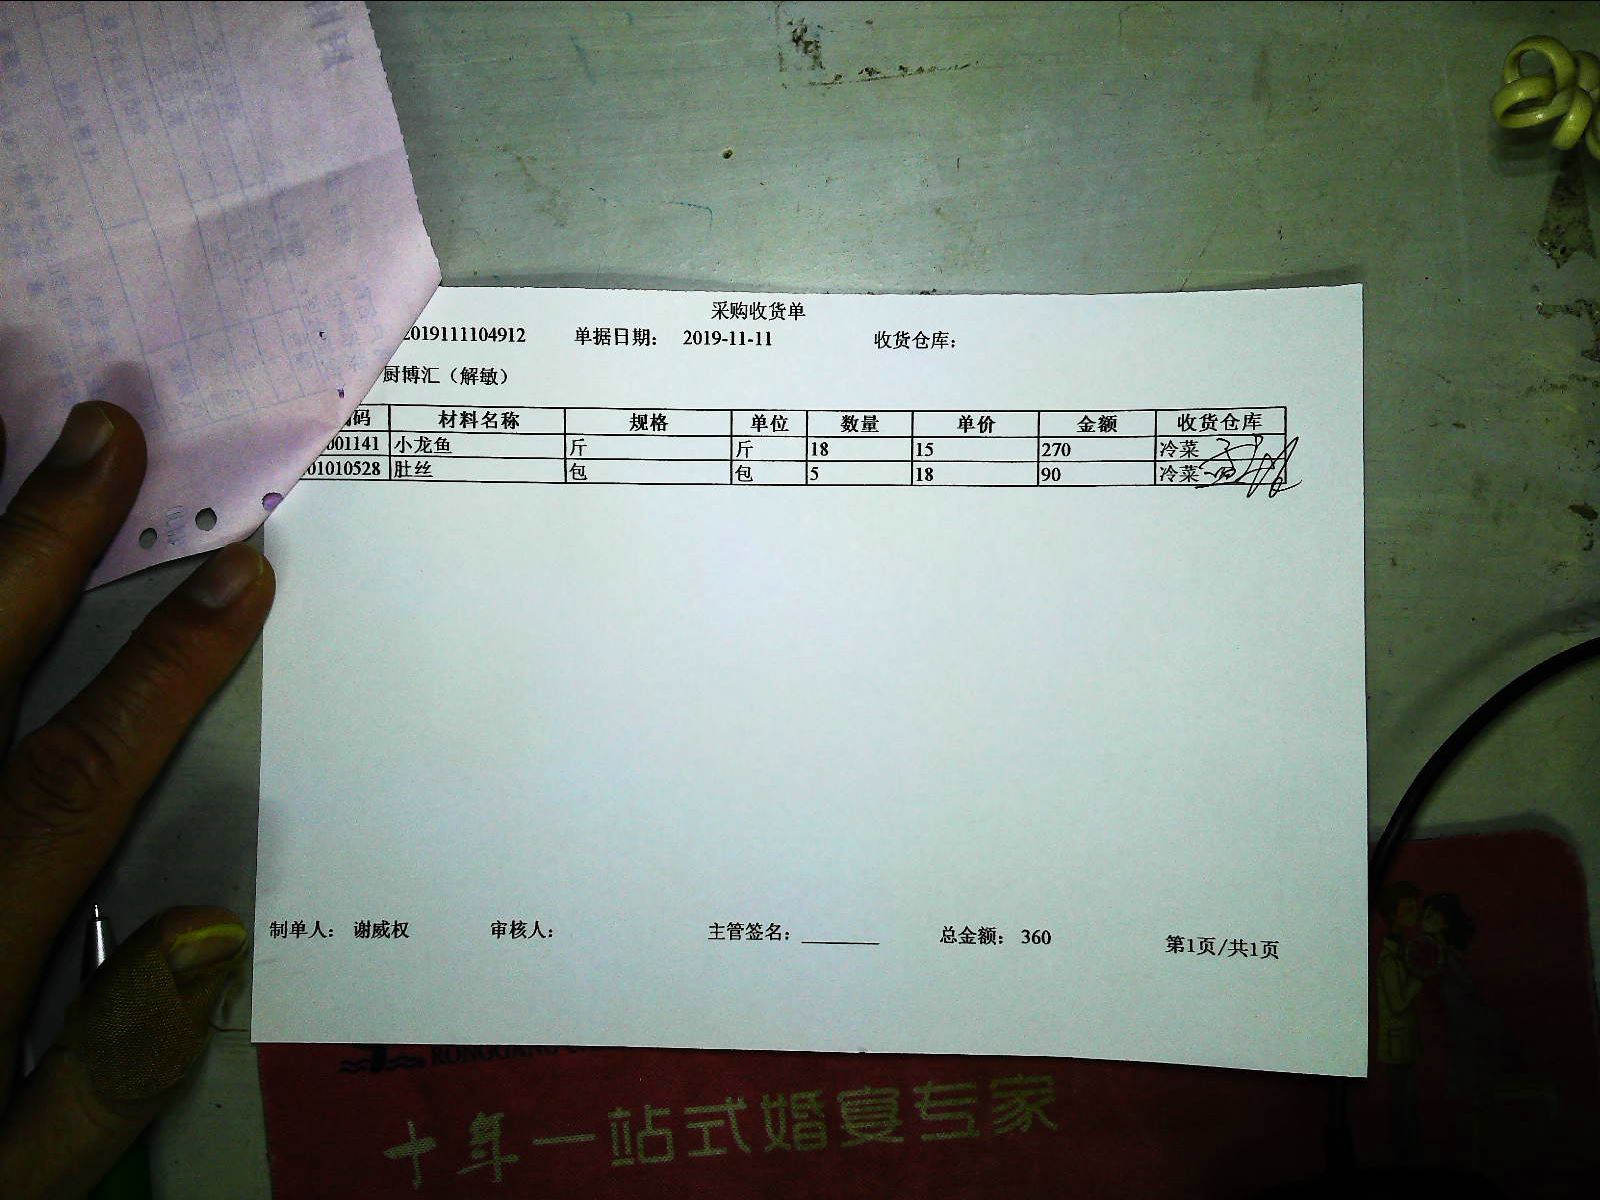 采购收货单
2019111104912 单据日期: 2019-11-11 收货仓库:
厨博汇（解敏）
码 材料名称 规格 单位 数量 单价 金额 收货仓库
001141 小龙鱼 斤 斤 18 15 270 冷菜
01010528 肚丝 包 包 5 18 90 冷菜
制单人: 谢威权 审核人: 主管签名: 总金额: 360 第1页/共1页
十年一站式婚宴专家